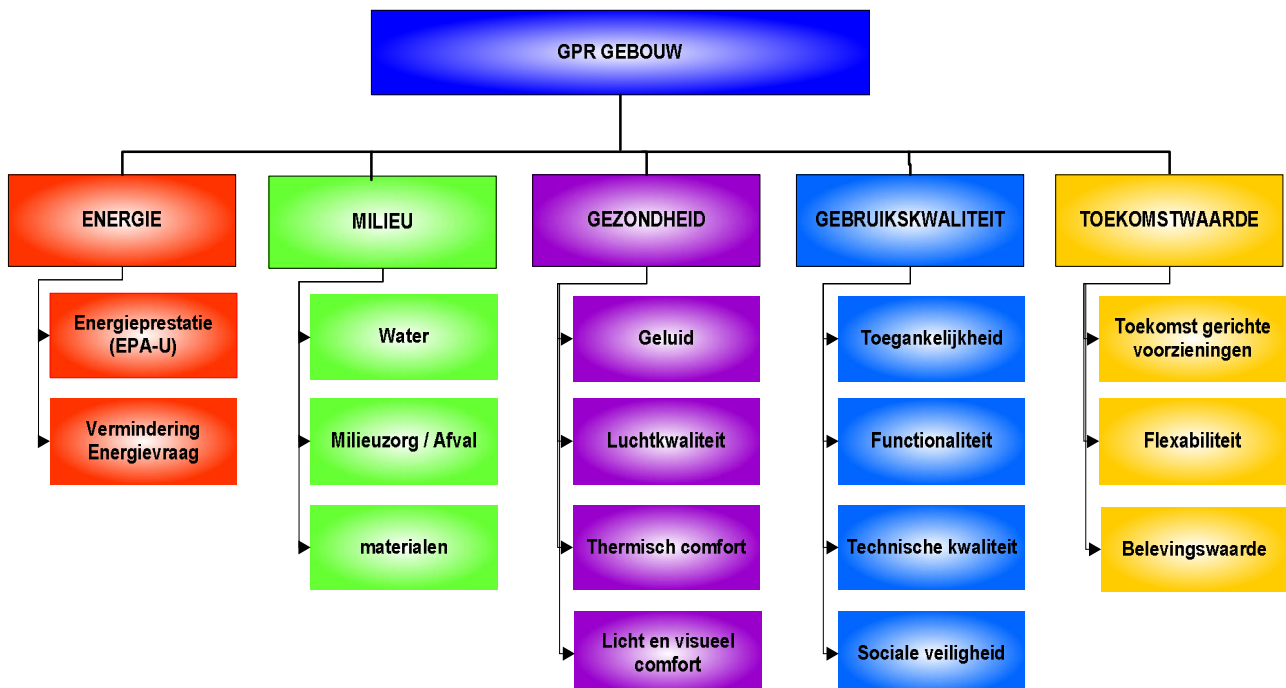 GPR GEBOUW
ENERGIE
MILIEU
GEZONDHEID
GEBRUIKSKWALITEIT
TOEKOMSTWAARDE
Energieprestatie
(EPA-U)
Vermindering
Energievraag
Water
Milieuzorg / Afval
materialen
Geluid
Luchtkwaliteit
Thermisch comfort
Licht en visueel
comfort
Toegankelijkheid
Functionaliteit
Technische kwaliteit
Sociale veiligheid
Toekomst gerichte
voorzieningen
Flexabiliteit
Belevingswaarde